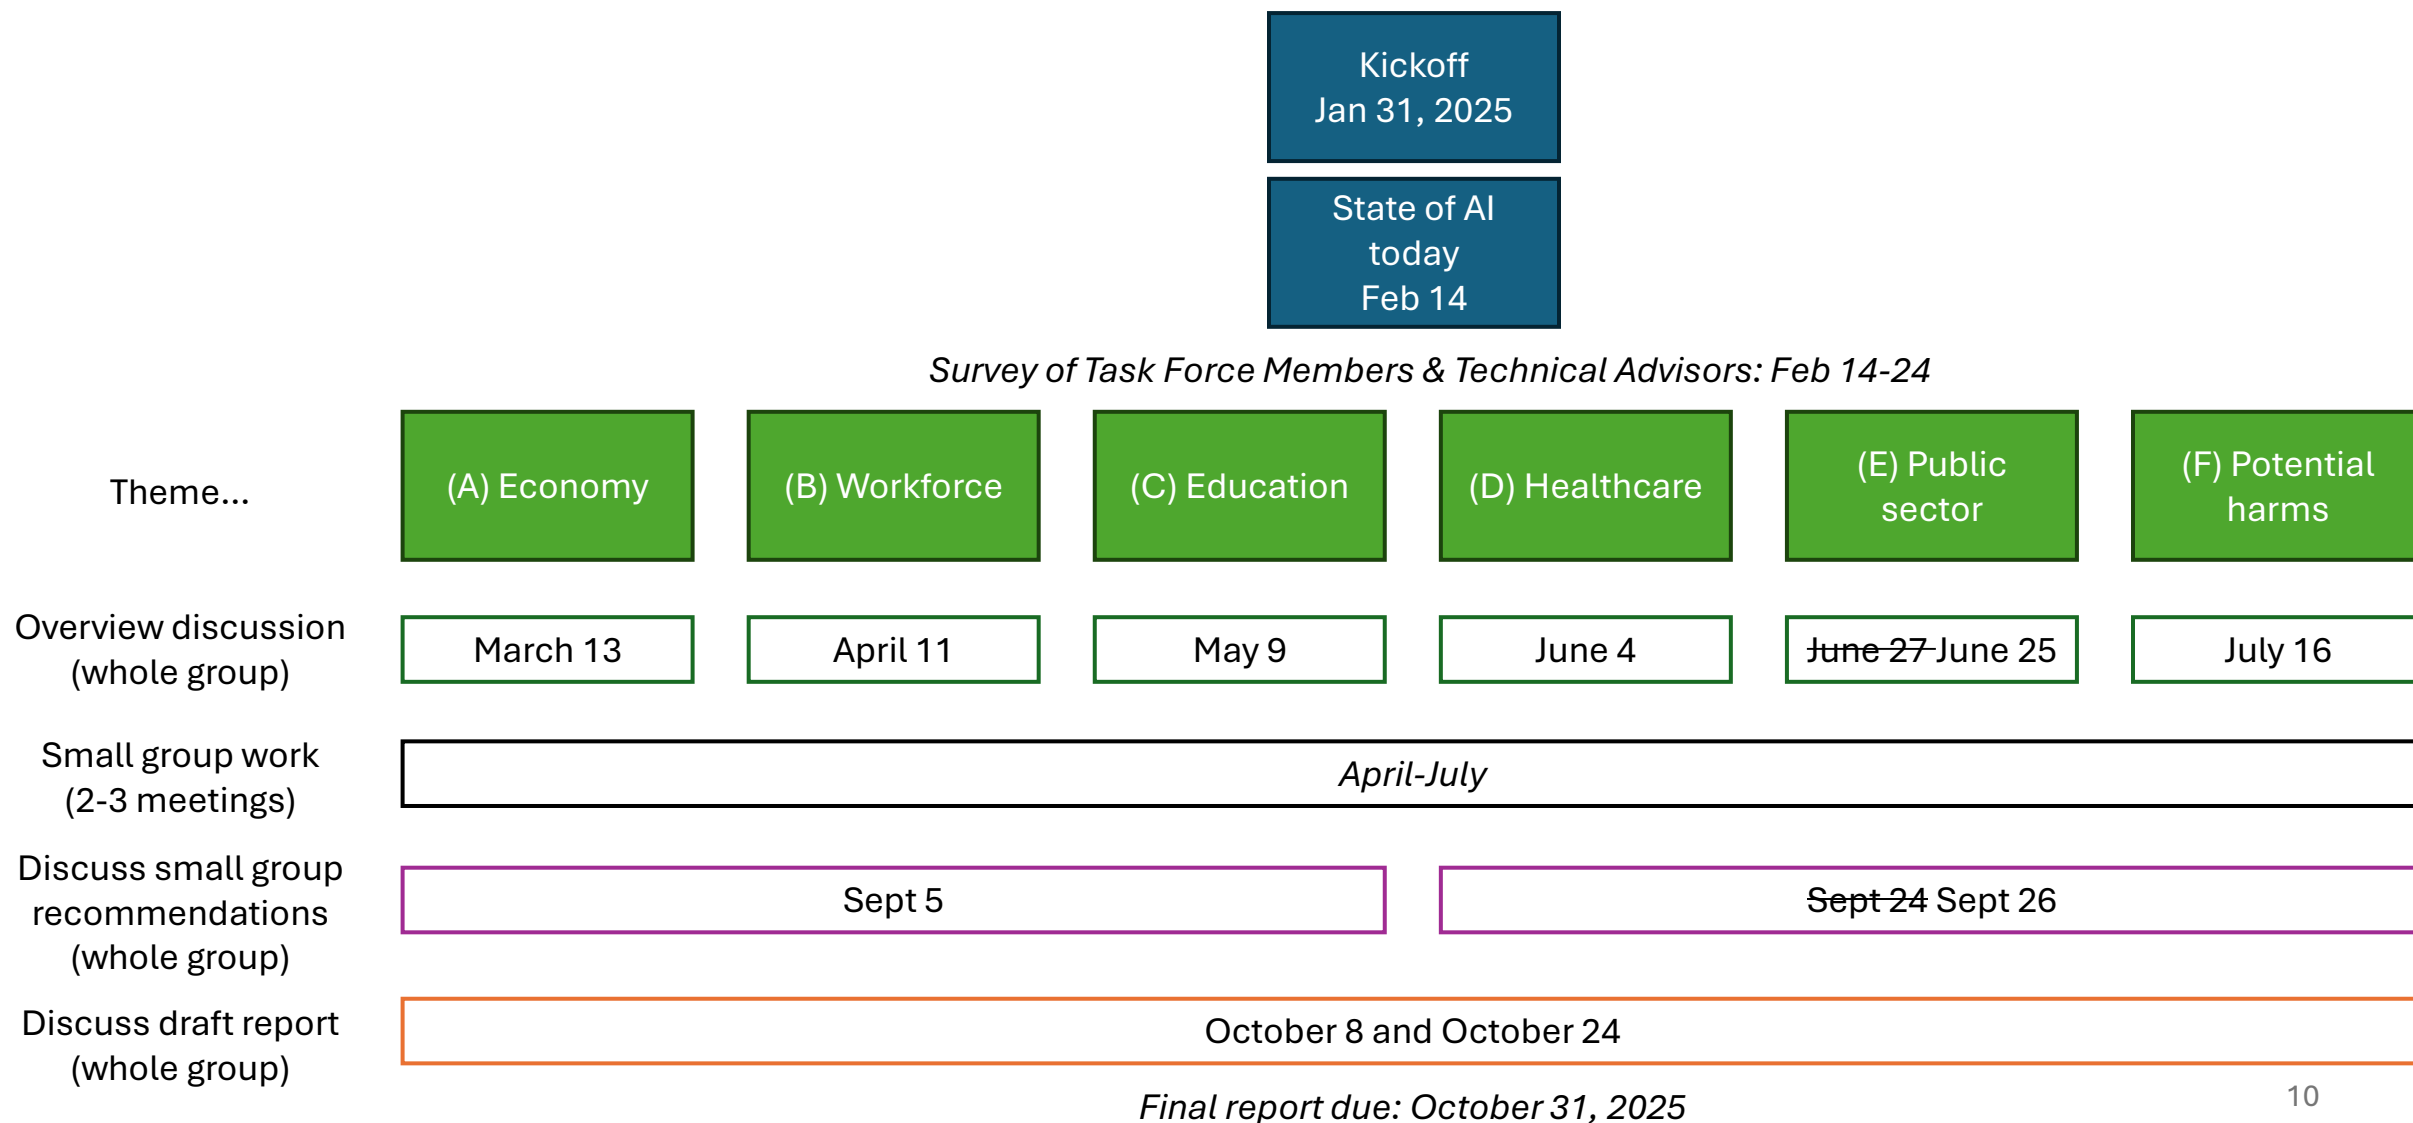 Kickoff
Jan 31, 2025
State of AI
today
Feb 14
Survey of Task Force Members & Technical Advisors: Feb 14-24
Theme...
(A) Economy
(B) Workforce
(C) Education
(D) Healthcare
(E) Public
sector
(F) Potential
harms
Overview discussion
(whole group)
March 13
April 11
May 9
June 4
June 27 June 25
July 16
Small group work
(2-3 meetings)
April-July
Discuss small group
recommendations
(whole group)
Sept 5
Sept 24 Sept 26
Discuss draft report
(whole group)
October 8 and October 24
Final report due: October 31, 2025
10